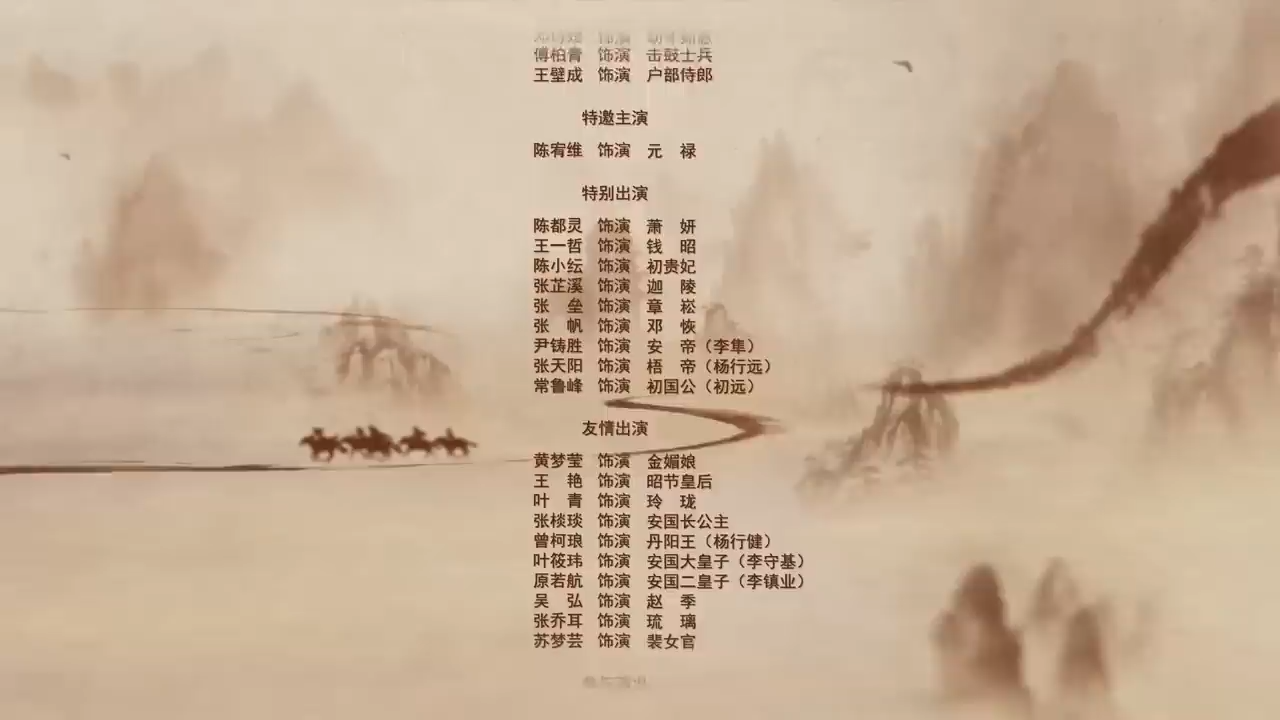 傅柏青 饰演 击鼓士兵
王壁成 饰演 户部侍郎
特邀主演
陈宥维 饰演 元 禄
特别出演
陈都灵 饰演 萧 妍
王一哲 饰演 钱 昭
陈小纭 饰演 初贵妃
张芷溪 饰演 迦 陵
张 垒 饰演 章 崧
张 帆 饰演 邓 恢
尹铸胜 饰演 安 帝（李隼）
张天阳 饰演 梧 帝（杨行远）
常鲁峰 饰演 初国公（初远）
友情出演
黄梦莹 饰演 金媚娘
王 艳 饰演 昭节皇后
叶 青 饰演 玲 珑
张棪琰 饰演 安国长公主
曾柯琅 饰演 丹阳王（杨行健）
叶筱玮 饰演 安国大皇子（李守基）
原若航 饰演 安国二皇子（李镇业）
吴 弘 饰演 赵 季
张乔耳 饰演 琉 璃
苏梦芸 饰演 裴女官